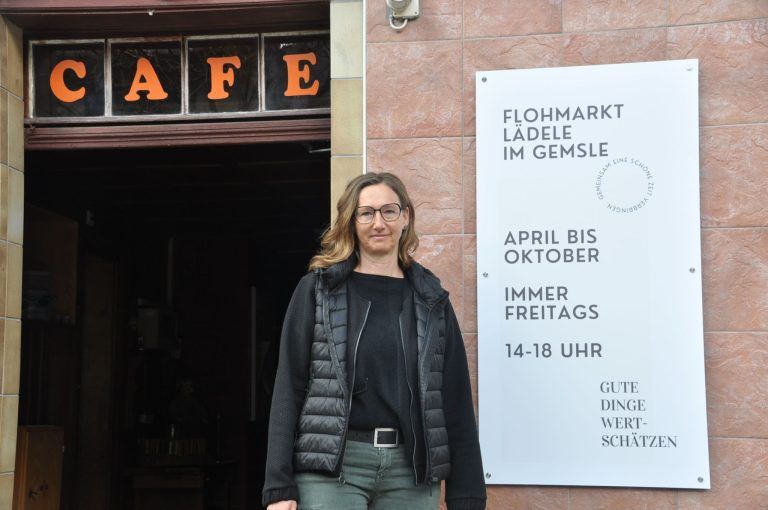 CAFE
FLOHMARKT
LÄDELE
IM GEMSLE
GEMEINSAM EINE SCHÖNE ZEIT VERBRINGEN.
APRIL BIS
OKTOBER
IMMER
FREITAGS
14-18 UHR
GUTE
DINGE
WERT-
SCHÄTZEN